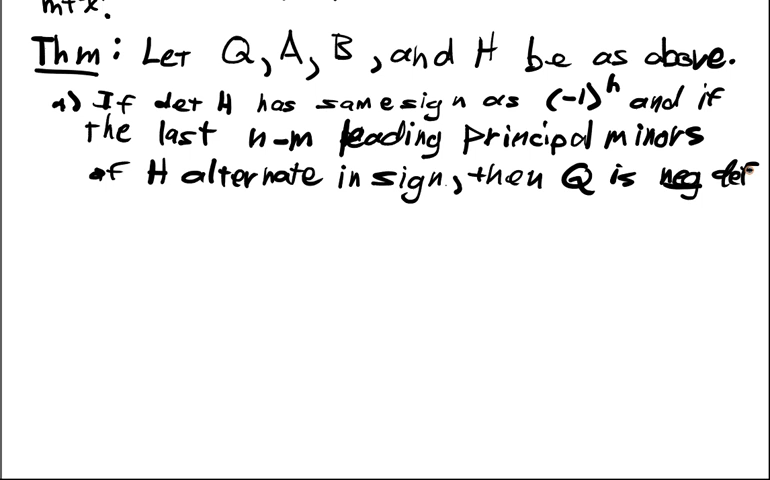 m+x.
Thm: Let Q, A, B, and H be as above.
a) If det H has same sign as (-1)^n and if
the last n-m leading principal minors
of H alternate in sign, then Q is neg def